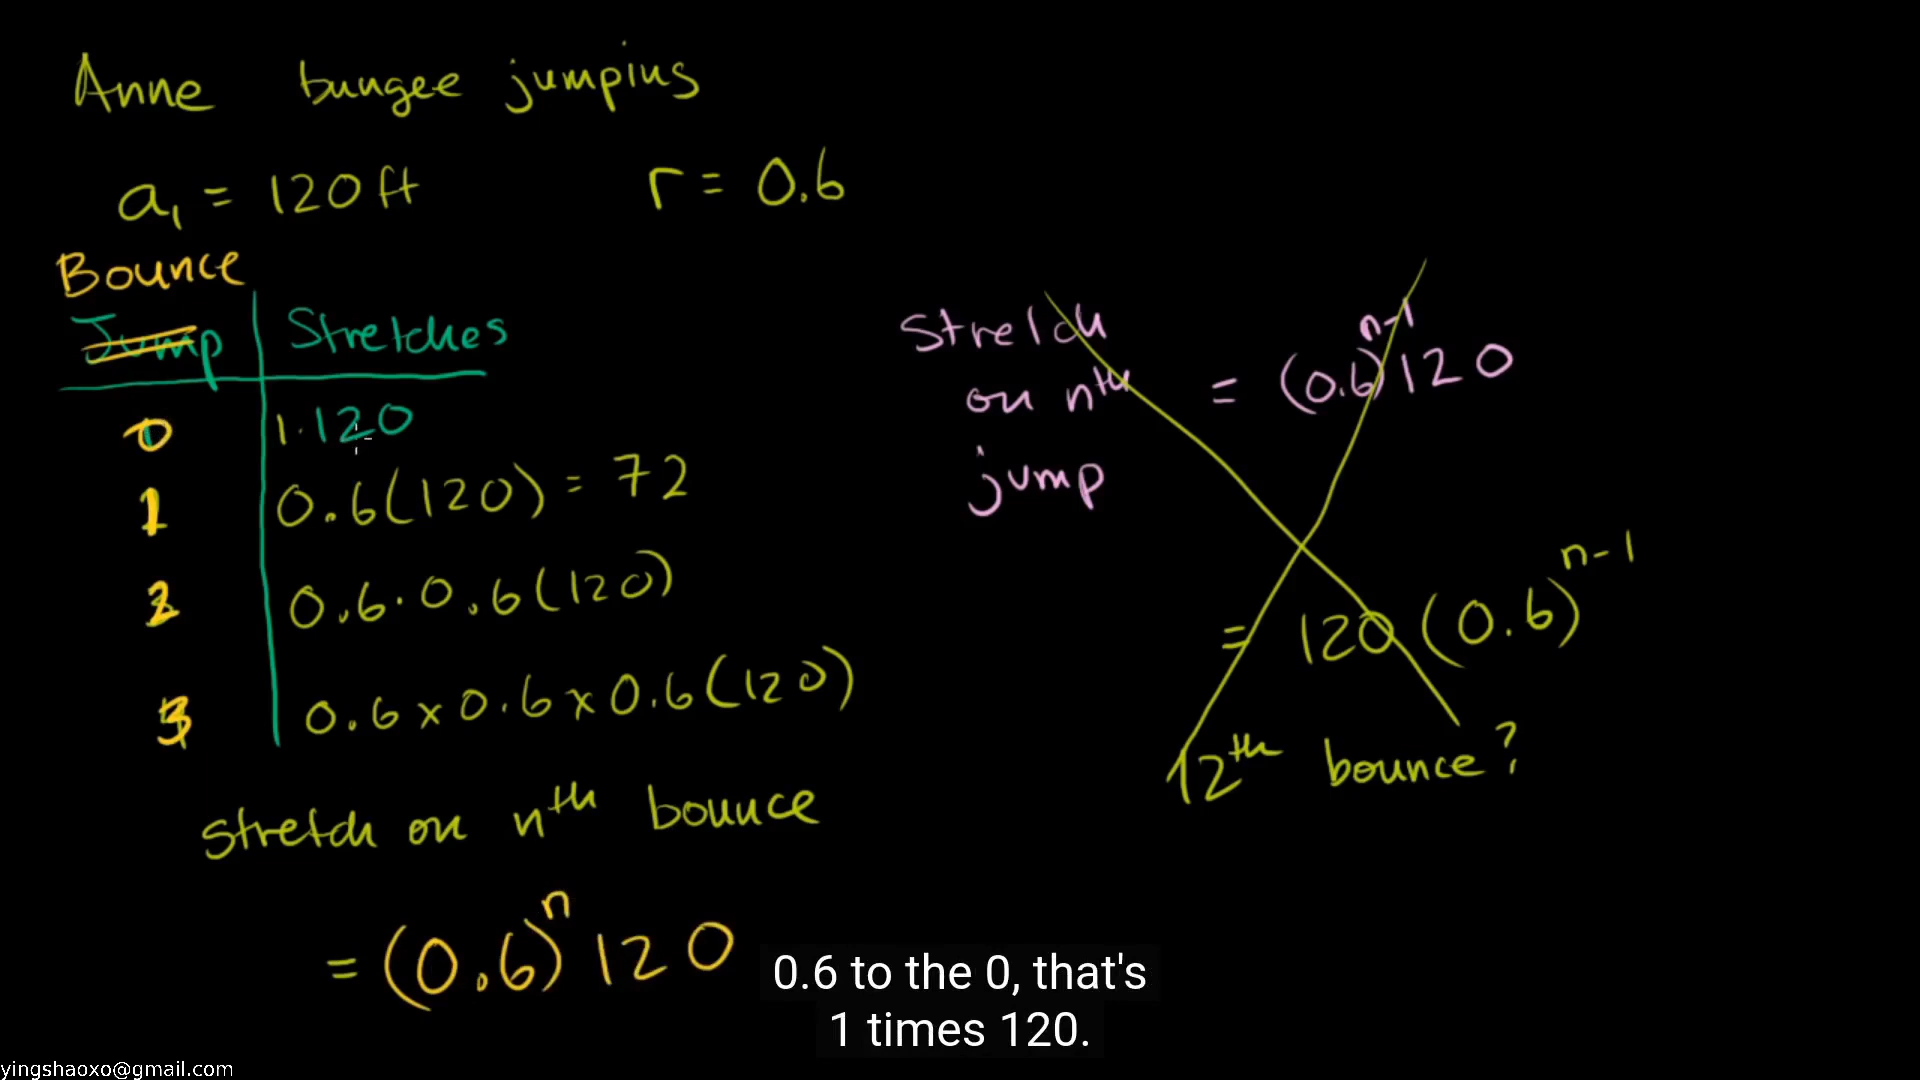 Anne bungee jumping
a₁ = 120 ft r = 0.6
Bounce
Jump Stretches
0 1·120
1 0.6(120) = 72
2 0.6·0.6(120)
3 0.6 x 0.6 x 0.6(120)
Stretch on nᵗʰ bounce
= (0.6)ⁿ 120
Stretch
on nᵗʰ = (0.6)ⁿ⁻¹ 120
jump
= 120 (0.6)ⁿ⁻¹
12ᵗʰ bounce?
0.6 to the 0, that's
1 times 120.
yingshaoxo@gmail.com